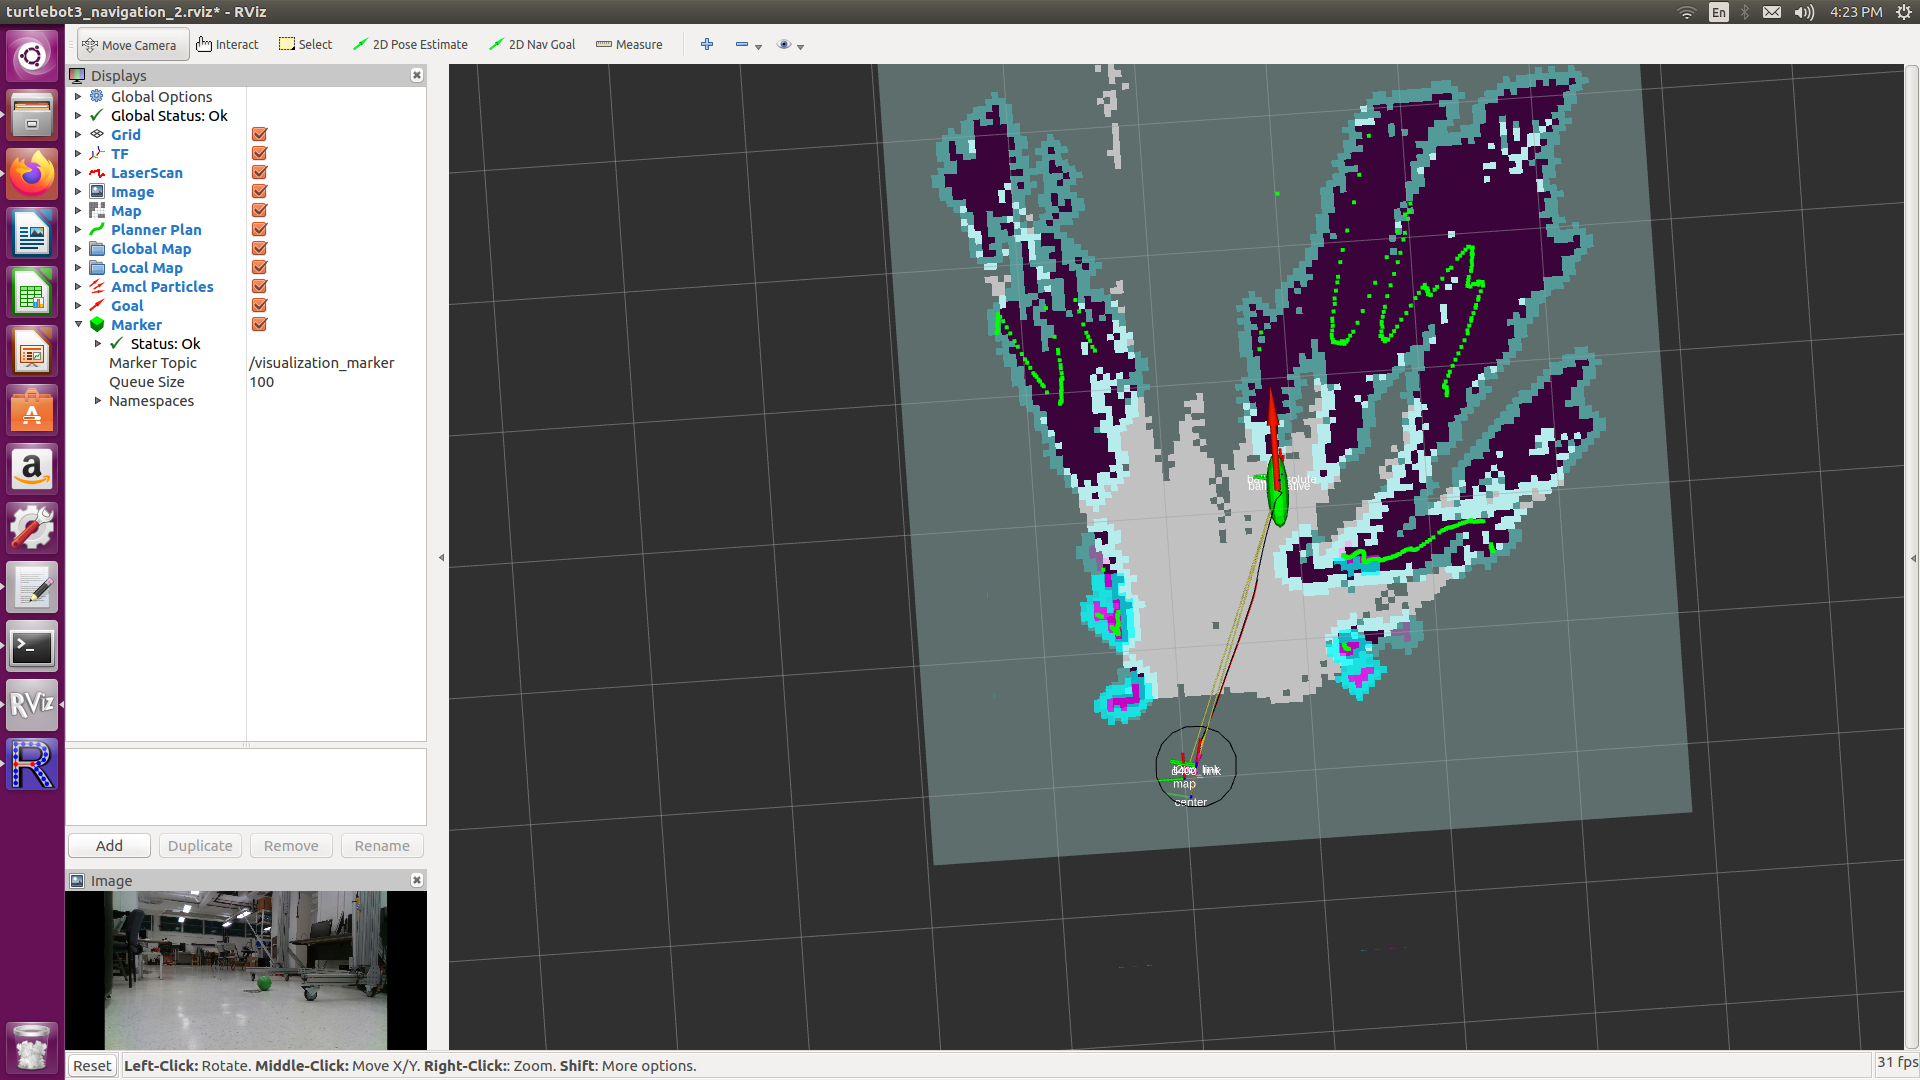 turtlebot3_navigation_2.rviz* - RViz
En
4:23 PM
Move Camera
Interact
Select
2D Pose Estimate
2D Nav Goal
Measure
Displays
Global Options
Global Status: Ok
Grid
TF
LaserScan
Image
Map
Planner Plan
Global Map
Local Map
Amcl Particles
Goal
Marker
Status: Ok
Marker Topic /visualization_marker
Queue Size 100
Namespaces
Add Duplicate Remove Rename
Image
map
center
RViz
Reset
Left-Click: Rotate. Middle-Click: Move X/Y. Right-Click:: Zoom. Shift: More options.
31 fps